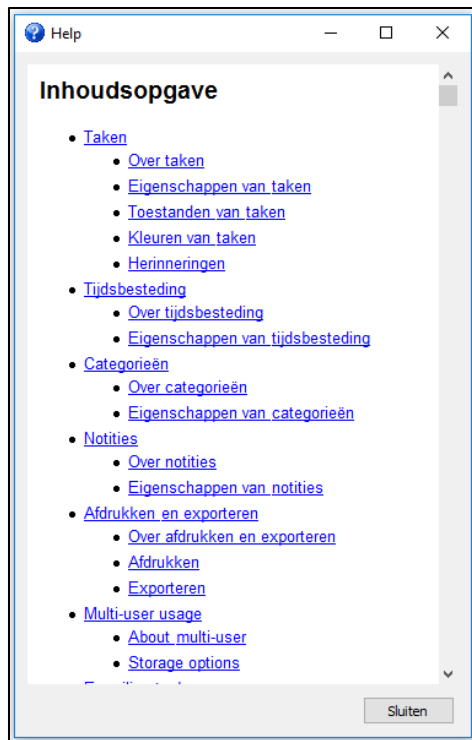 Help
Inhoudsopgave
Taken
Over taken
Eigenschappen van taken
Toestanden van taken
Kleuren van taken
Herinneringen
Tijdsbesteding
Over tijdsbesteding
Eigenschappen van tijdsbesteding
Categorieën
Over categorieën
Eigenschappen van categorieën
Notities
Over notities
Eigenschappen van notities
Afdrukken en exporteren
Over afdrukken en exporteren
Afdrukken
Exporteren
Multi-user usage
About multi-user
Storage options
Sluiten